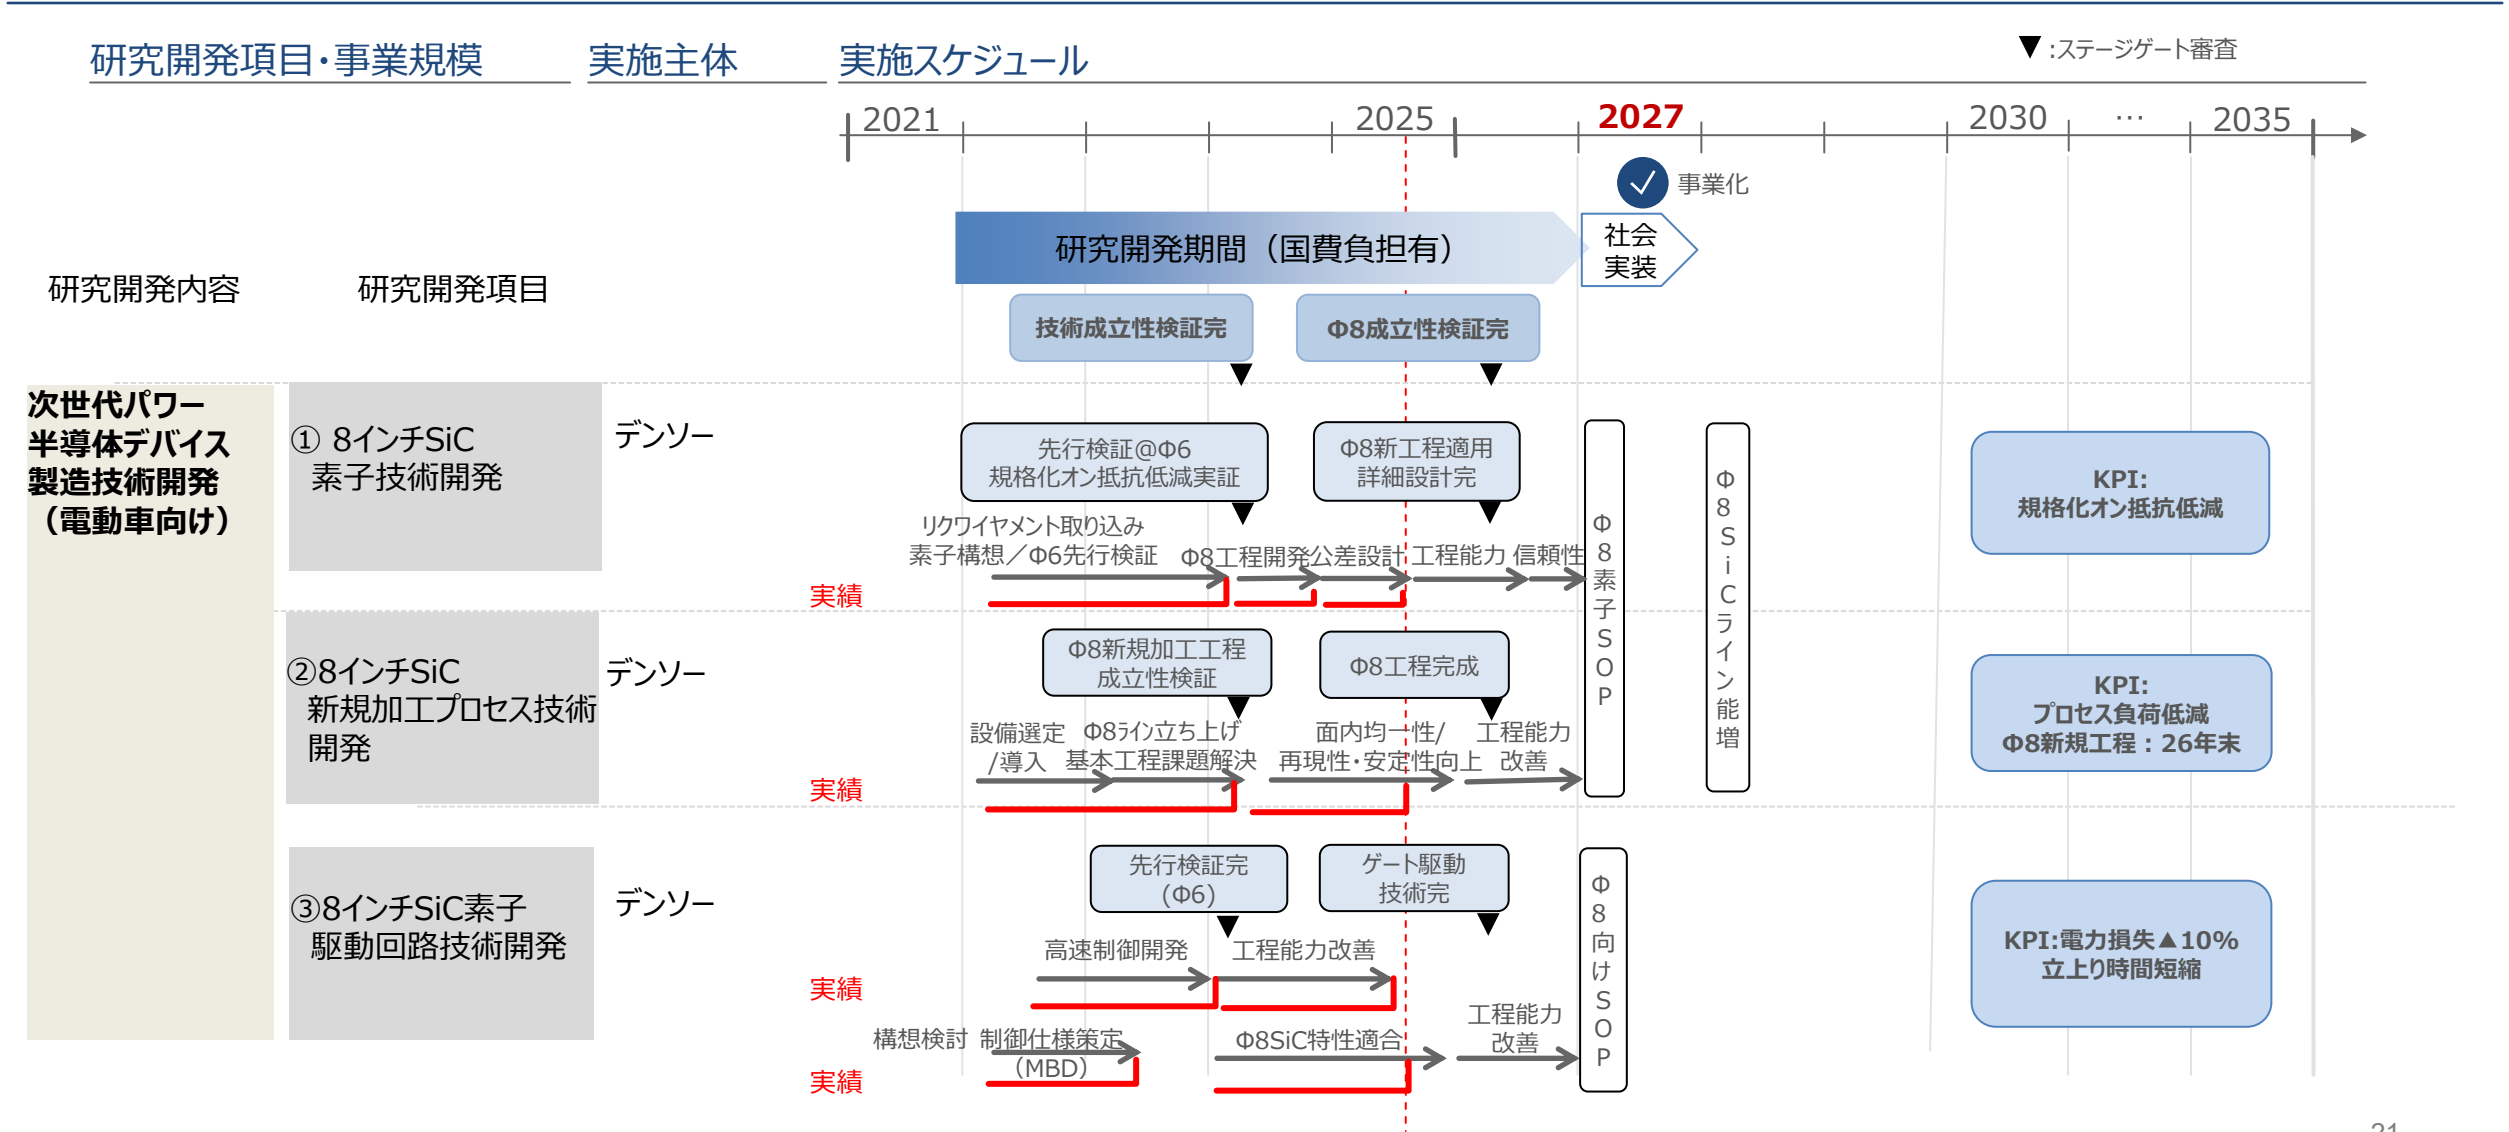 研究開発項目・事業規模
実施主体
実施スケジュール
▼:ステージゲート審査
2021
2025
2027
2030
…
2035
事業化
研究開発期間（国費負担有）
社会
実装
研究開発内容
研究開発項目
技術成立性検証完
Φ8成立性検証完
次世代パワー
半導体デバイス
製造技術開発
（電動車向け）
① 8インチSiC
素子技術開発
デンソー
先行検証@Φ6
規格化オン抵抗低減実証
Φ8新工程適用
詳細設計完
リクワイヤメント取り込み
素子構想／Φ6先行検証
Φ8工程開発
公差設計
工程能力
信頼性
実績
Φ8素子SOP
Φ8SiCライン能増
KPI:
規格化オン抵抗低減
②8インチSiC
新規加工プロセス技術
開発
デンソー
Φ8新規加工工程
成立性検証
Φ8工程完成
設備選定
/導入
Φ8ライン立ち上げ
基本工程課題解決
面内均一性/
再現性・安定性向上
工程能力
改善
実績
KPI:
プロセス負荷低減
Φ8新規工程：26年末
③8インチSiC素子
駆動回路技術開発
デンソー
先行検証完
（Φ6）
ゲート駆動
技術完
高速制御開発
工程能力改善
実績
構想検討
制御仕様策定
（MBD）
Φ8SiC特性適合
工程能力
改善
実績
Φ8向けSOP
KPI:電力損失▲10%
立上り時間短縮
21